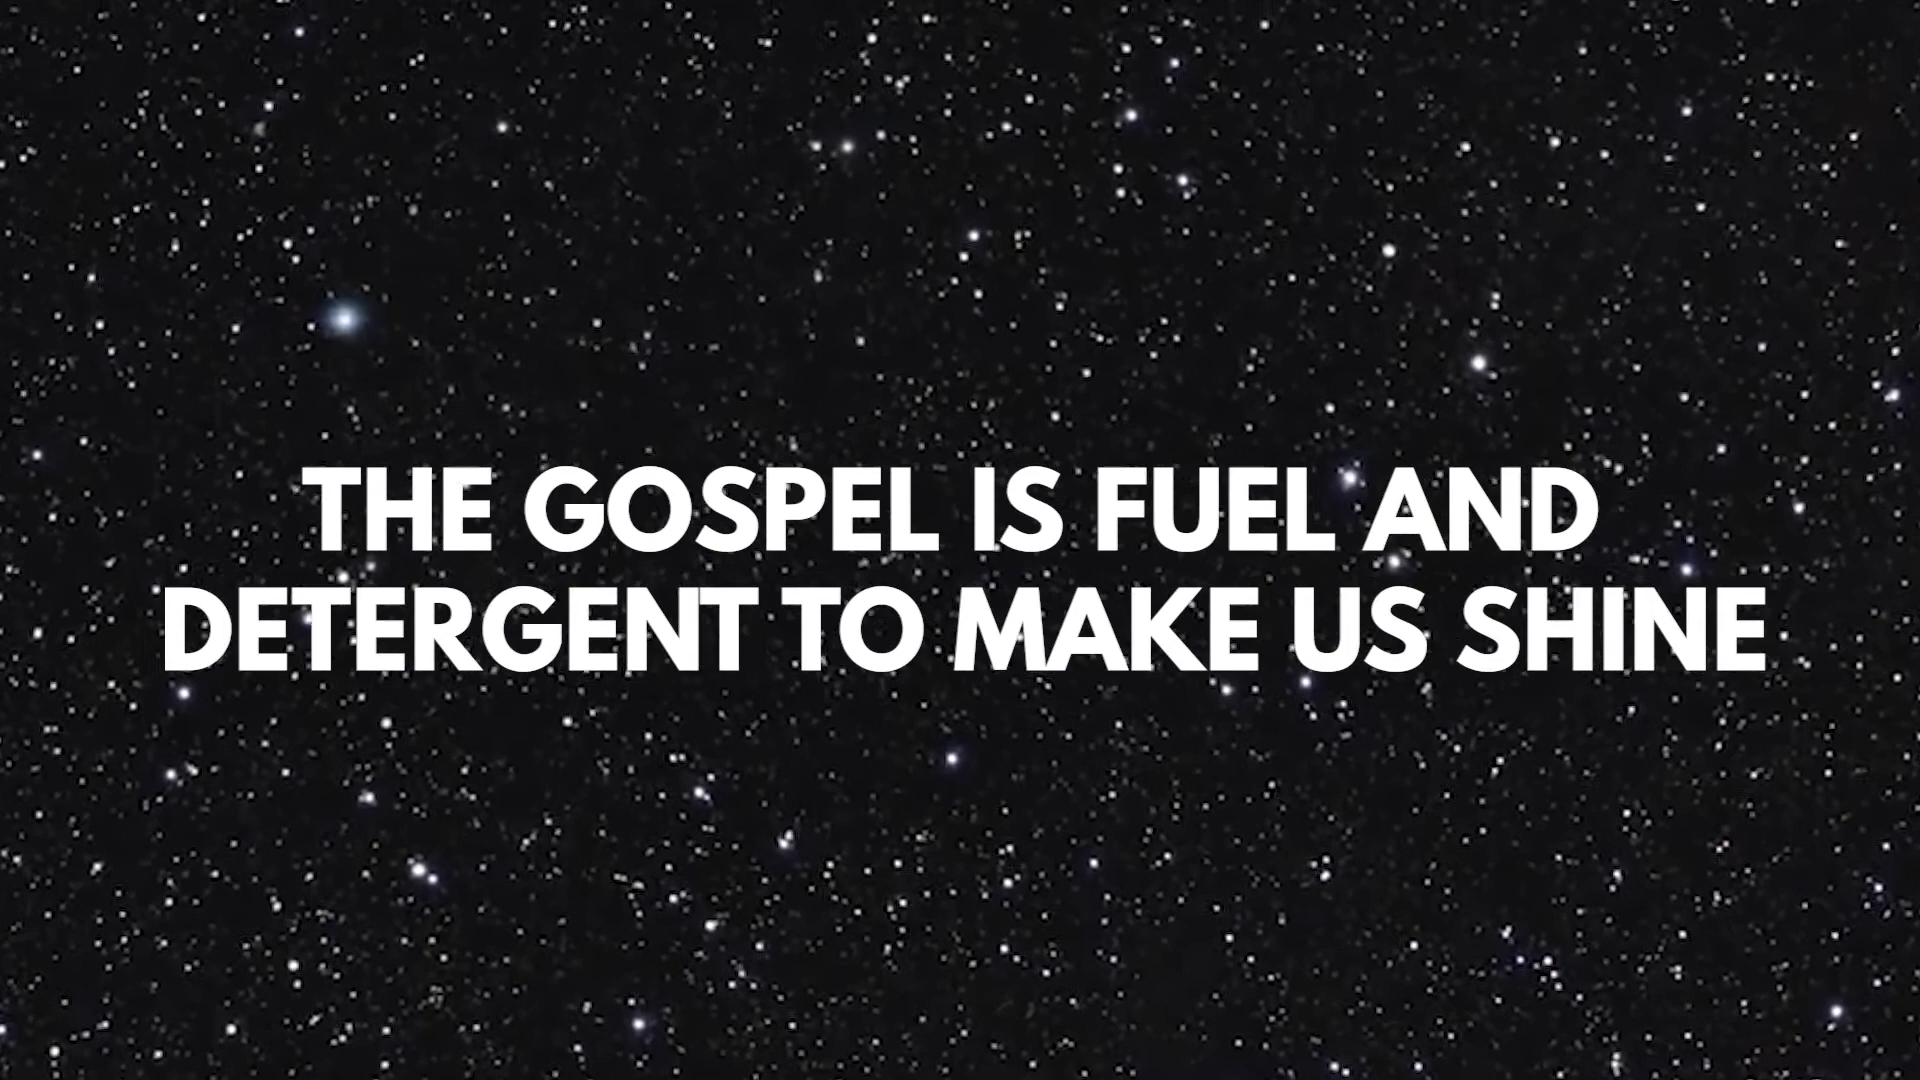 THE GOSPEL IS FUEL AND
DETERGENT TO MAKE US SHINE